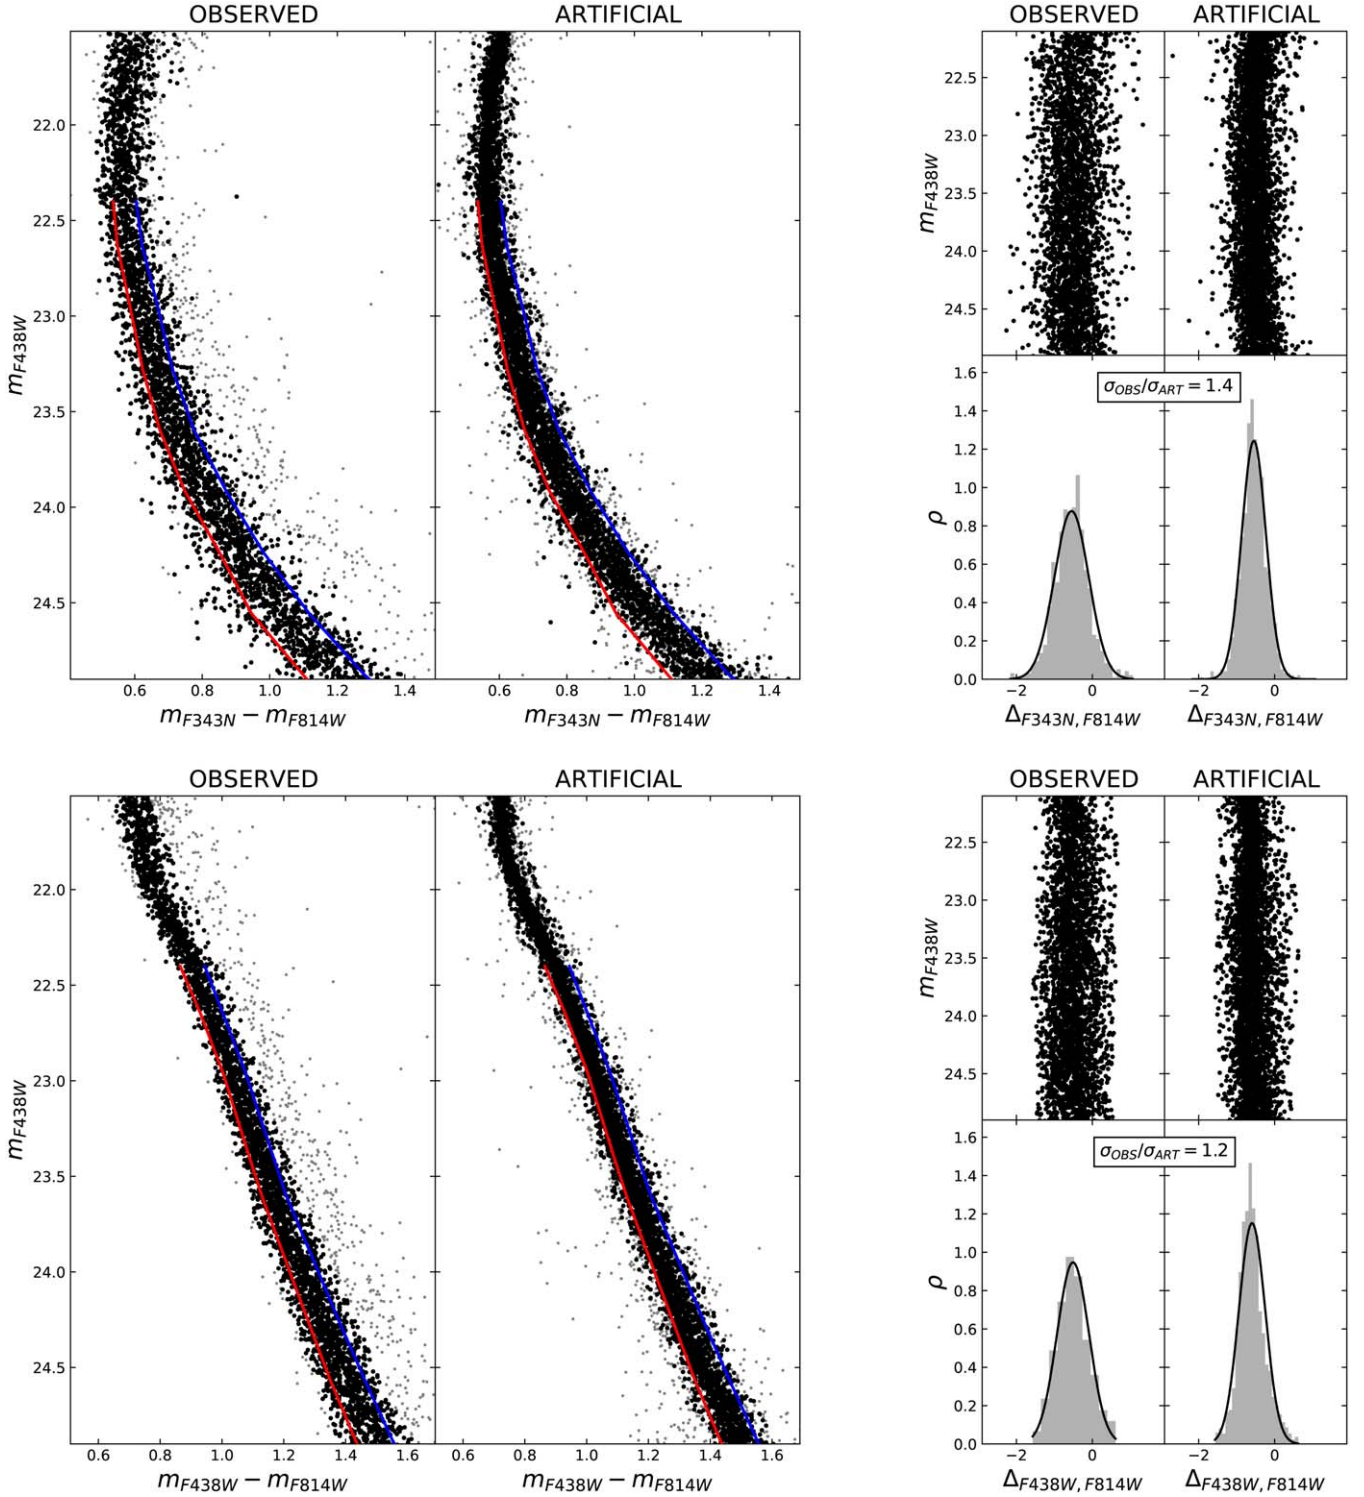 OBSERVED ARTIFICIAL OBSERVED ARTIFICIAL
22.0
22.5
23.0
23.5
24.0
24.5
m_F438W
0.6 0.8 1.0 1.2 1.4 0.6 0.8 1.0 1.2 1.4
m_F343N − m_F814W m_F343N − m_F814W
22.5
23.0
23.5
24.0
24.5
m_F438W
σ_OBS/σ_ART = 1.4
1.6
1.4
1.2
1.0
0.8
0.6
0.4
0.2
0.0
ρ
−2 0 −2 0
Δ_F343N, F814W Δ_F343N, F814W
OBSERVED ARTIFICIAL OBSERVED ARTIFICIAL
22.0
22.5
23.0
23.5
24.0
24.5
m_F438W
0.6 0.8 1.0 1.2 1.4 1.6 0.6 0.8 1.0 1.2 1.4 1.6
m_F438W − m_F814W m_F438W − m_F814W
22.5
23.0
23.5
24.0
24.5
m_F438W
σ_OBS/σ_ART = 1.2
1.6
1.4
1.2
1.0
0.8
0.6
0.4
0.2
0.0
ρ
−2 0 −2 0
Δ_F438W, F814W Δ_F438W, F814W